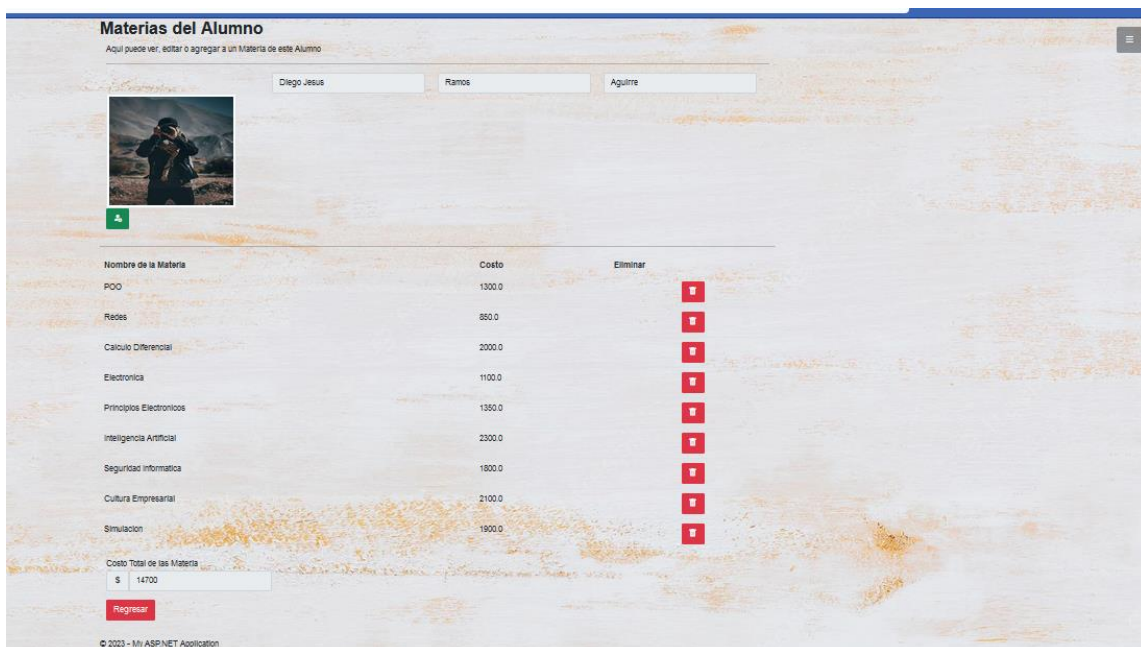 Materias del Alumno
Aqui puede ver, editar o agregar a un Materia de este Alumno
Diego Jesus Ramos Aguirre
Nombre de la Materia Costo Eliminar
POO 1300.0
Redes 850.0
Calculo Diferencial 2000.0
Electronica 1100.0
Principios Electronicos 1350.0
Inteligencia Artificial 2300.0
Seguridad Informatica 1800.0
Cultura Empresarial 2100.0
Simulacion 1900.0
Costo Total de las Materia
$ 14700
Regresar
© 2023 - My ASP.NET Application